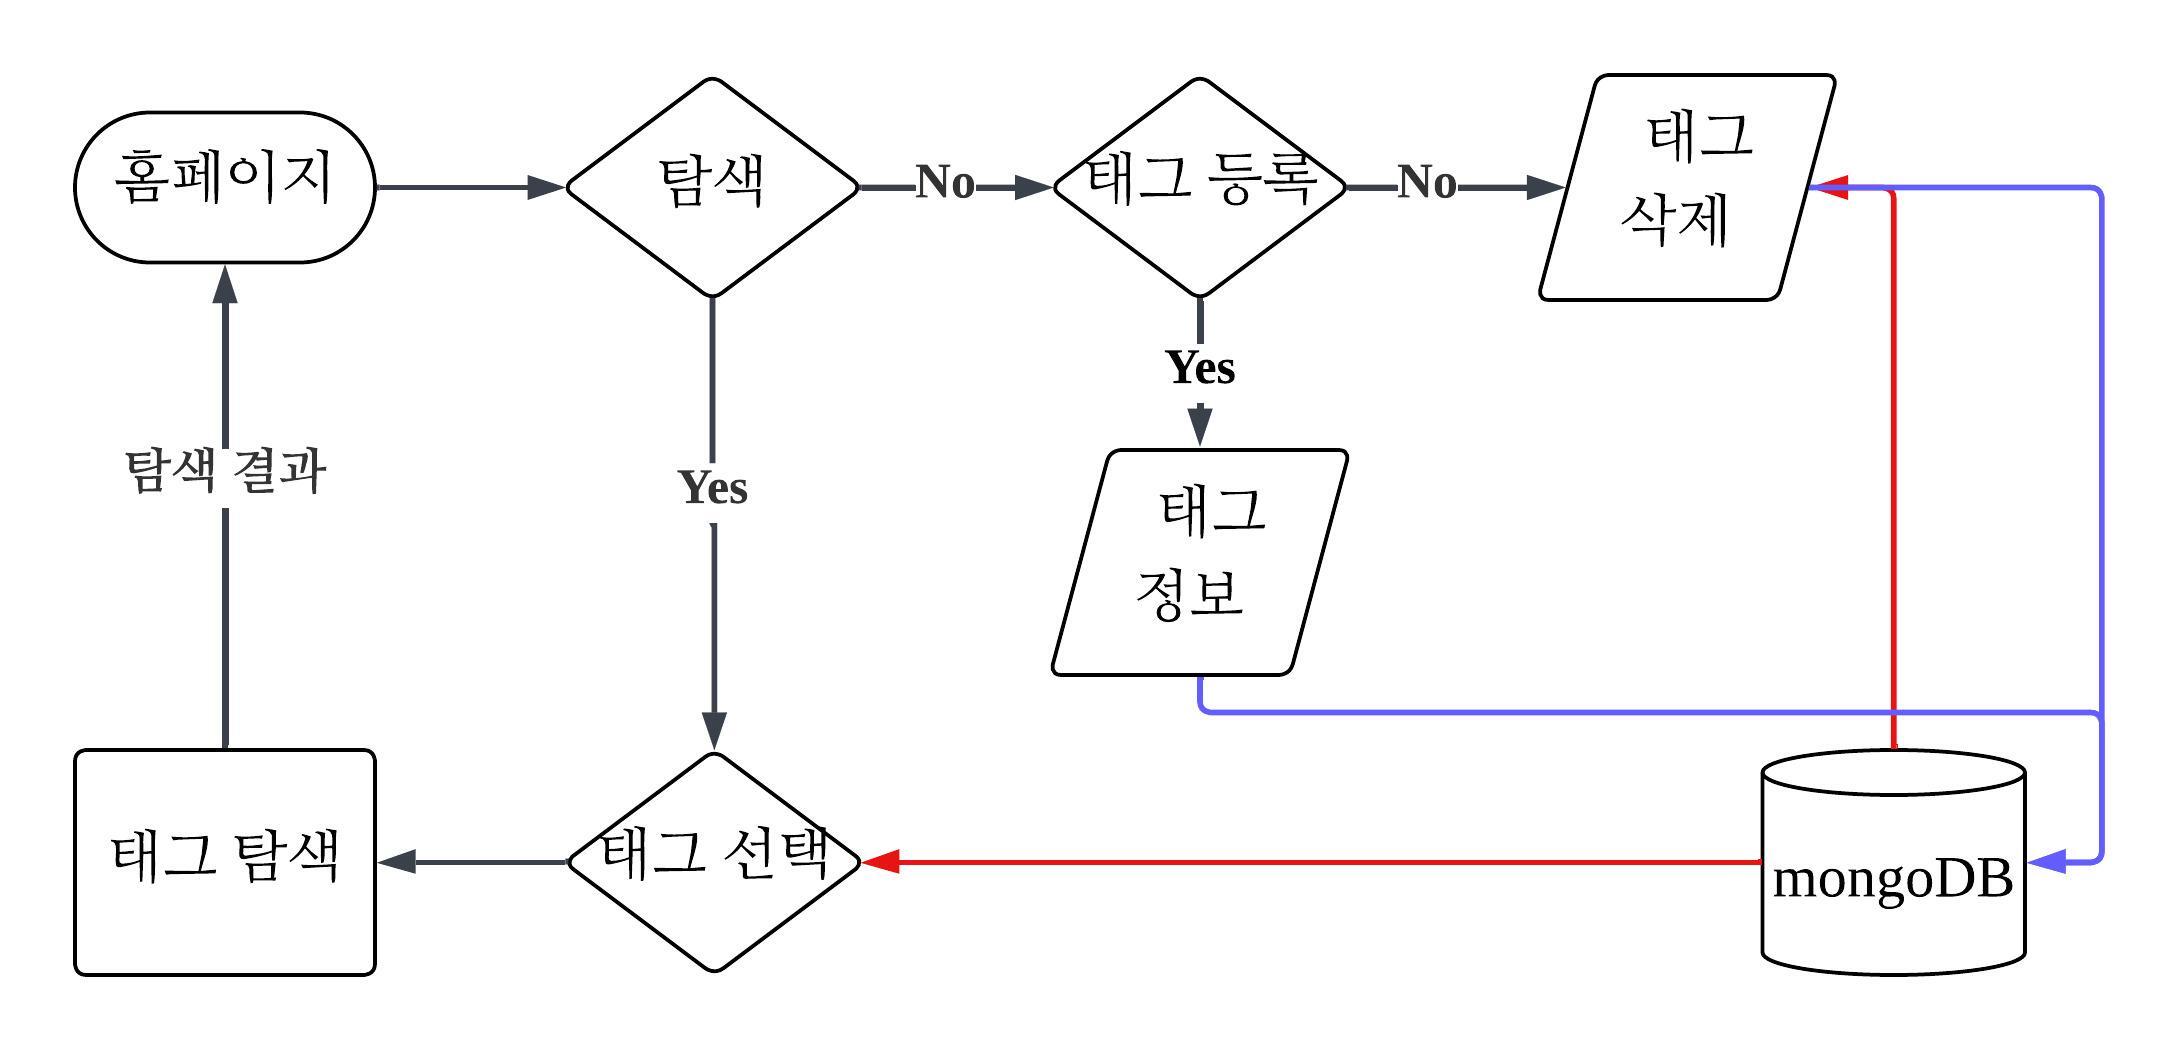 홈페이지
탐색
No
태그 등록
No
태그
삭제
Yes
탐색 결과
Yes
태그
정보
태그 탐색
태그 선택
mongoDB